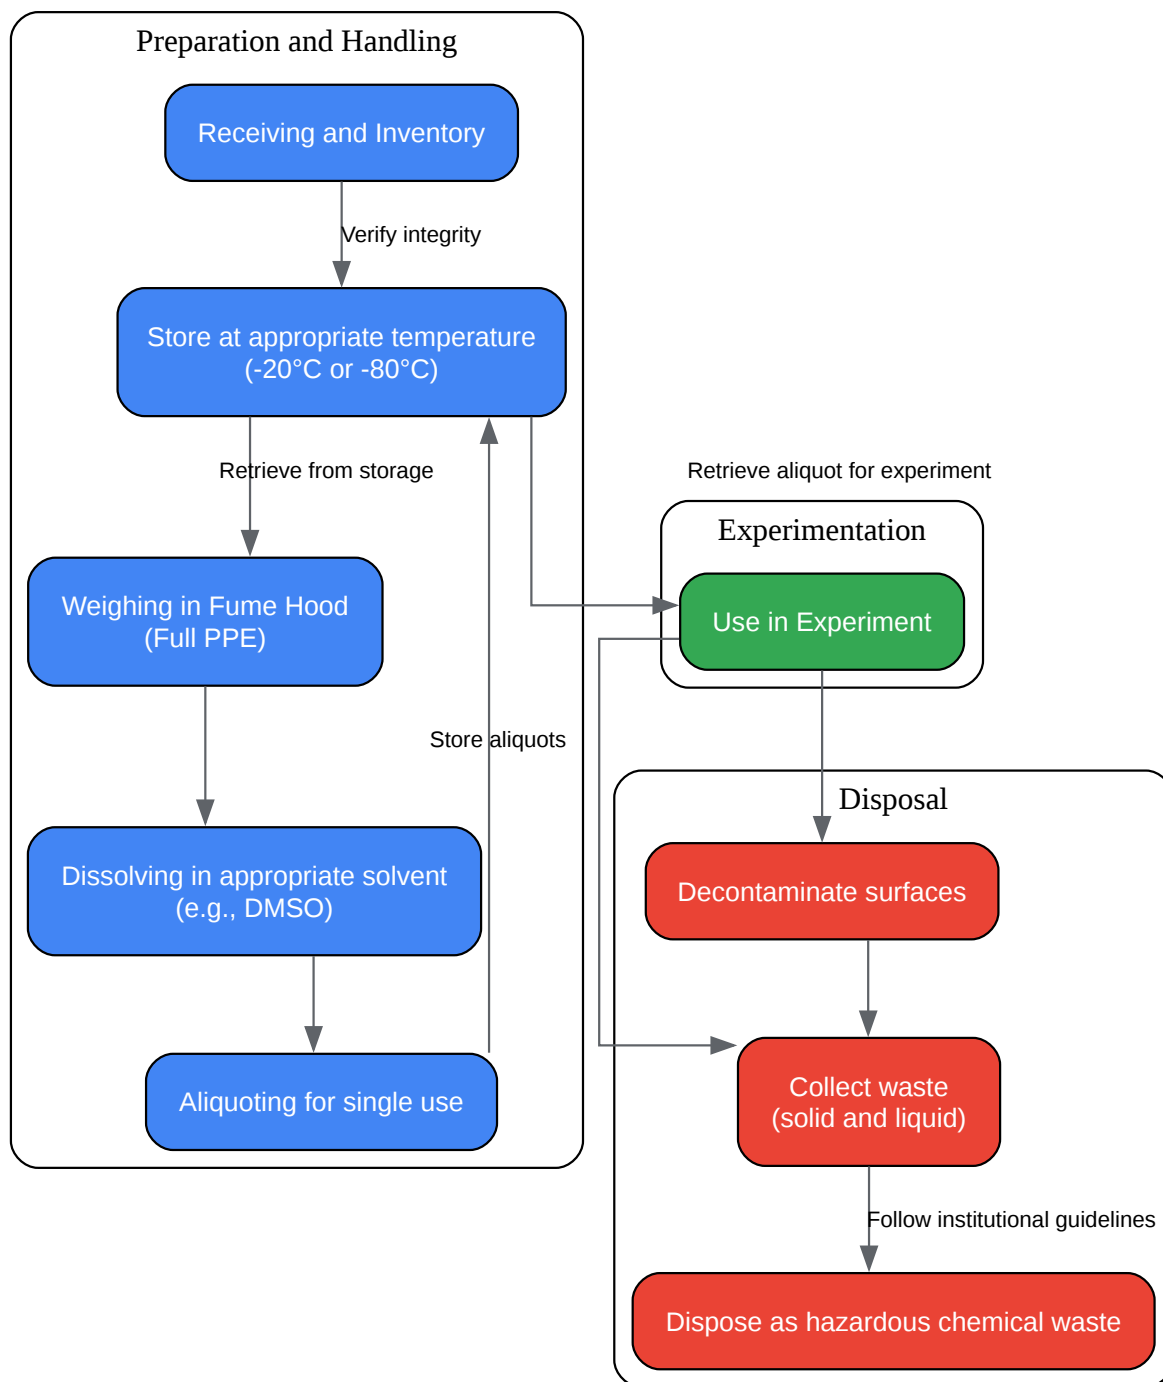 Preparation and Handling
Receiving and Inventory
Verify integrity
Store at appropriate temperature
(-20°C or -80°C)
Retrieve from storage
Weighing in Fume Hood
(Full PPE)
Store aliquots
Dissolving in appropriate solvent
(e.g., DMSO)
Aliquoting for single use
Retrieve aliquot for experiment
Experimentation
Use in Experiment
Disposal
Decontaminate surfaces
Collect waste
(solid and liquid)
Follow institutional guidelines
Dispose as hazardous chemical waste